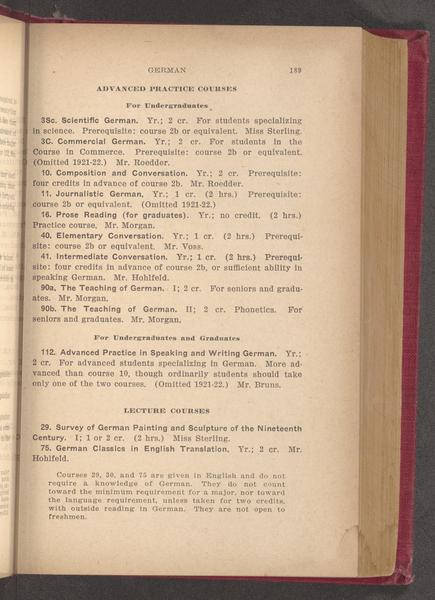 GERMAN 189
ADVANCED PRACTICE COURSES
For Undergraduates
3Sc. Scientific German. Yr.; 2 cr. For students specializing
in science. Prerequisite: course 2b or equivalent. Miss Sterling.
3C. Commercial German. Yr.; 2 cr. For students in the
Course in Commerce. Prerequisite: course 2b or equivalent.
(Omitted 1921-22.) Mr. Roedder.
10. Composition and Conversation. Yr.; 2 cr. Prerequisite:
four credits in advance of course 2b. Mr. Roedder.
11. Journalistic German. Yr.; 1 cr. (2 hrs.) Prerequisite:
course 2b or equivalent. (Omitted 1921-22.)
16. Prose Reading (for graduates). Yr.; no credit. (2 hrs.)
Practice course. Mr. Morgan.
40. Elementary Conversation. Yr.; 1 cr. (2 hrs.) Prerequi-
site: course 2b or equivalent. Mr. Voss.
41. Intermediate Conversation. Yr.; 1 cr. (2 hrs.) Prerequi-
site: four credits in advance of course 2b, or sufficient ability in
speaking German. Mr. Hohlfeld.
90a. The Teaching of German. I; 2 cr. For seniors and gradu-
ates. Mr. Morgan.
90b. The Teaching of German. II; 2 cr. Phonetics. For
seniors and graduates. Mr. Morgan.
For Undergraduates and Graduates
112. Advanced Practice in Speaking and Writing German. Yr.;
2 cr. For advanced students specializing in German. More ad-
vanced than course 10, though ordinarily students should take
only one of the two courses. (Omitted 1921-22.) Mr. Bruns.
LECTURE COURSES
29. Survey of German Painting and Sculpture of the Nineteenth
Century. I; 1 or 2 cr. (2 hrs.) Miss Sterling.
75. German Classics in English Translation. Yr.; 2 cr. Mr.
Hohlfeld.
Courses 29, 30, and 75 are given in English and do not
require a knowledge of German. They do not count
toward the minimum requirement for a major, nor toward
the language requirement, unless taken for two credits,
with outside reading in German. They are not open to
freshmen.